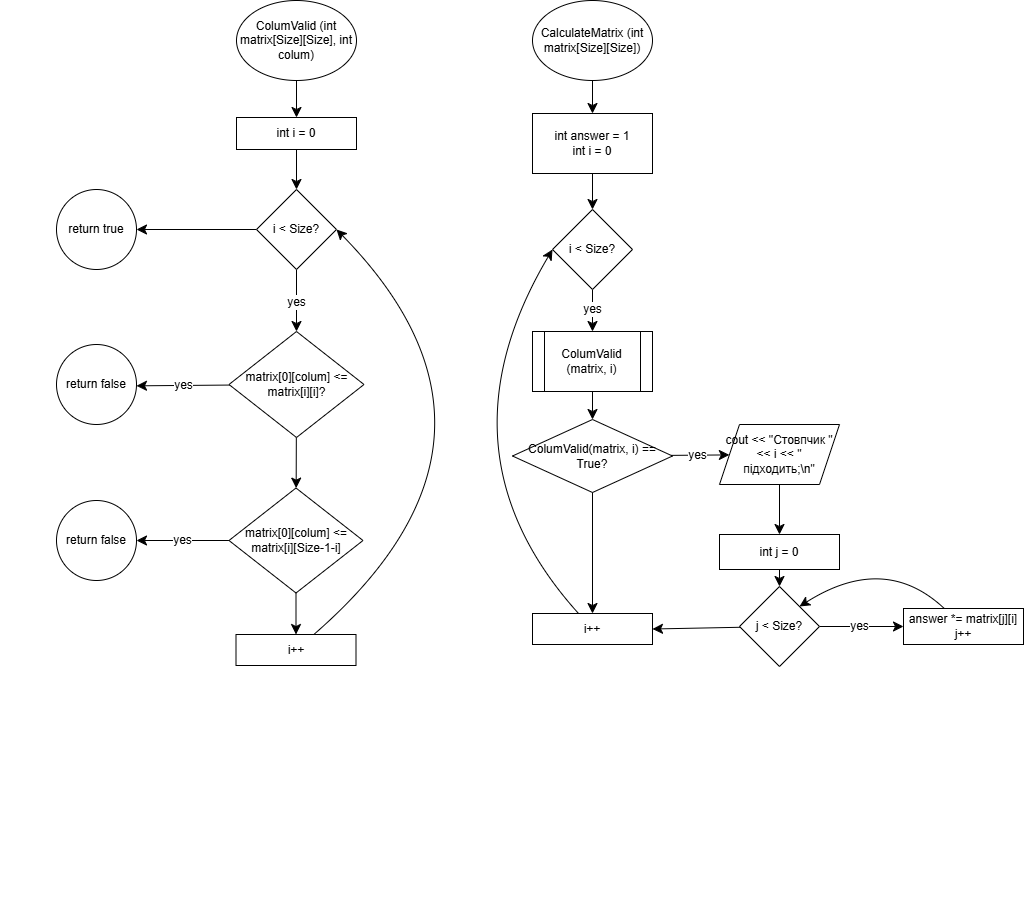 ColumValid (int
matrix[Size][Size], int
colum)
int i = 0
i < Size?
return true
yes
matrix[0][colum] <=
matrix[i][i]?
yes
return false
matrix[0][colum] <=
matrix[i][Size-1-i]
yes
return false
i++
CalculateMatrix (int
matrix[Size][Size])
int answer = 1
int i = 0
i < Size?
yes
ColumValid
(matrix, i)
ColumValid(matrix, i) ==
True?
yes
cout << "Стовпчик "
<< i << "
підходить;\n"
int j = 0
j < Size?
yes
answer *= matrix[j][i]
j++
i++